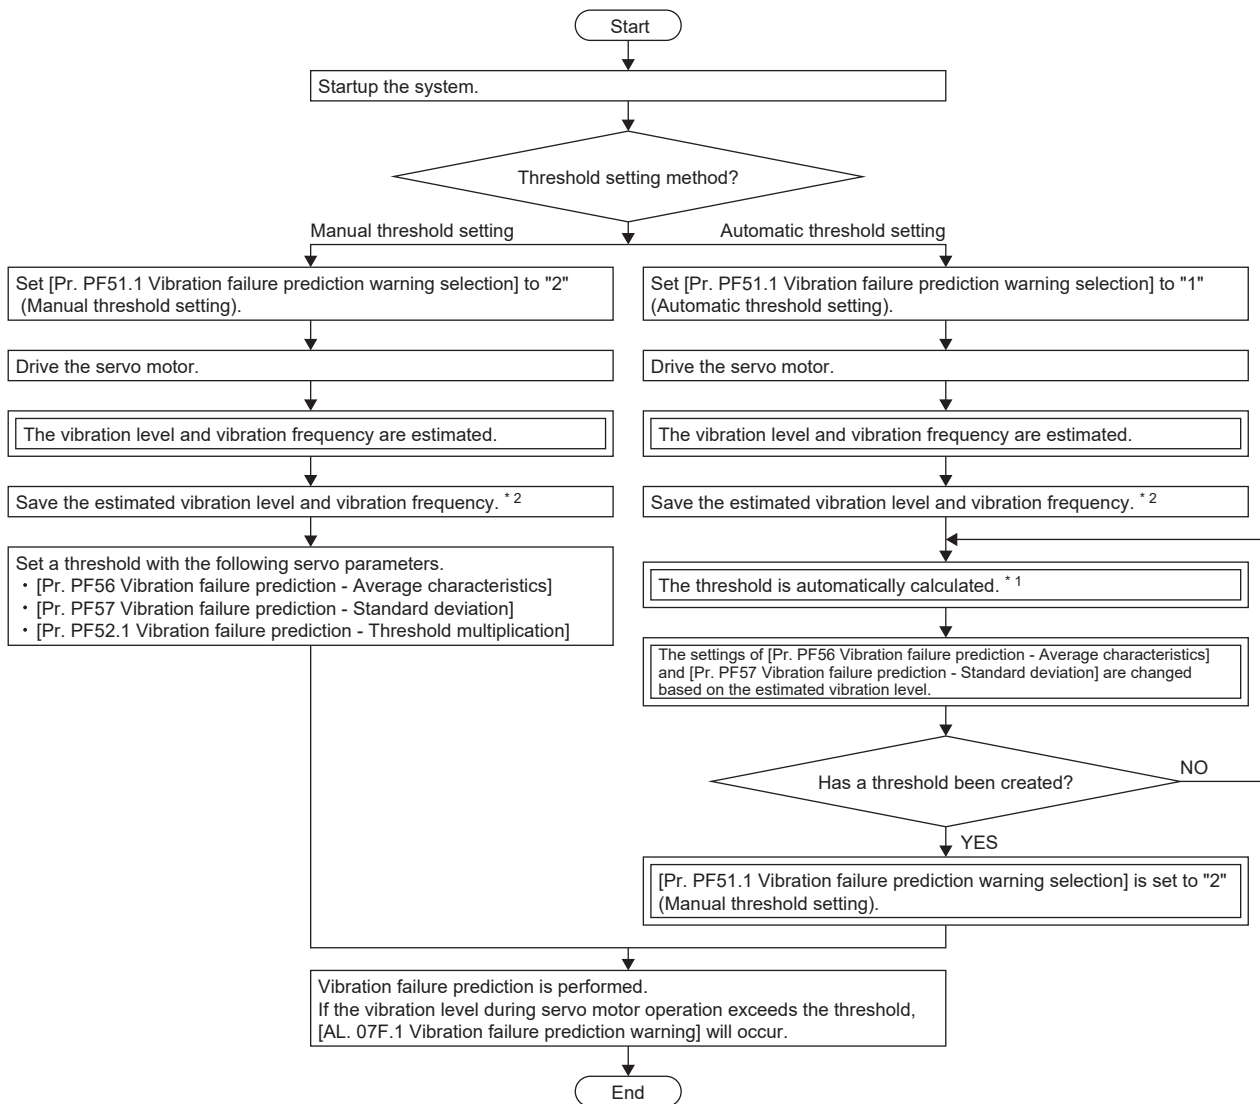 Start
Startup the system.
Threshold setting method?
Manual threshold setting
Automatic threshold setting
Set [Pr. PF51.1 Vibration failure prediction warning selection] to "2"
(Manual threshold setting).
Drive the servo motor.
The vibration level and vibration frequency are estimated.
Save the estimated vibration level and vibration frequency. * 2
Set a threshold with the following servo parameters.
・ [Pr. PF56 Vibration failure prediction - Average characteristics]
・ [Pr. PF57 Vibration failure prediction - Standard deviation]
・ [Pr. PF52.1 Vibration failure prediction - Threshold multiplication]
Set [Pr. PF51.1 Vibration failure prediction warning selection] to "1"
(Automatic threshold setting).
Drive the servo motor.
The vibration level and vibration frequency are estimated.
Save the estimated vibration level and vibration frequency. * 2
The threshold is automatically calculated. * 1
The settings of [Pr. PF56 Vibration failure prediction - Average characteristics]
and [Pr. PF57 Vibration failure prediction - Standard deviation] are changed
based on the estimated vibration level.
Has a threshold been created?
NO
YES
[Pr. PF51.1 Vibration failure prediction warning selection] is set to "2"
(Manual threshold setting).
Vibration failure prediction is performed.
If the vibration level during servo motor operation exceeds the threshold,
[AL. 07F.1 Vibration failure prediction warning] will occur.
End